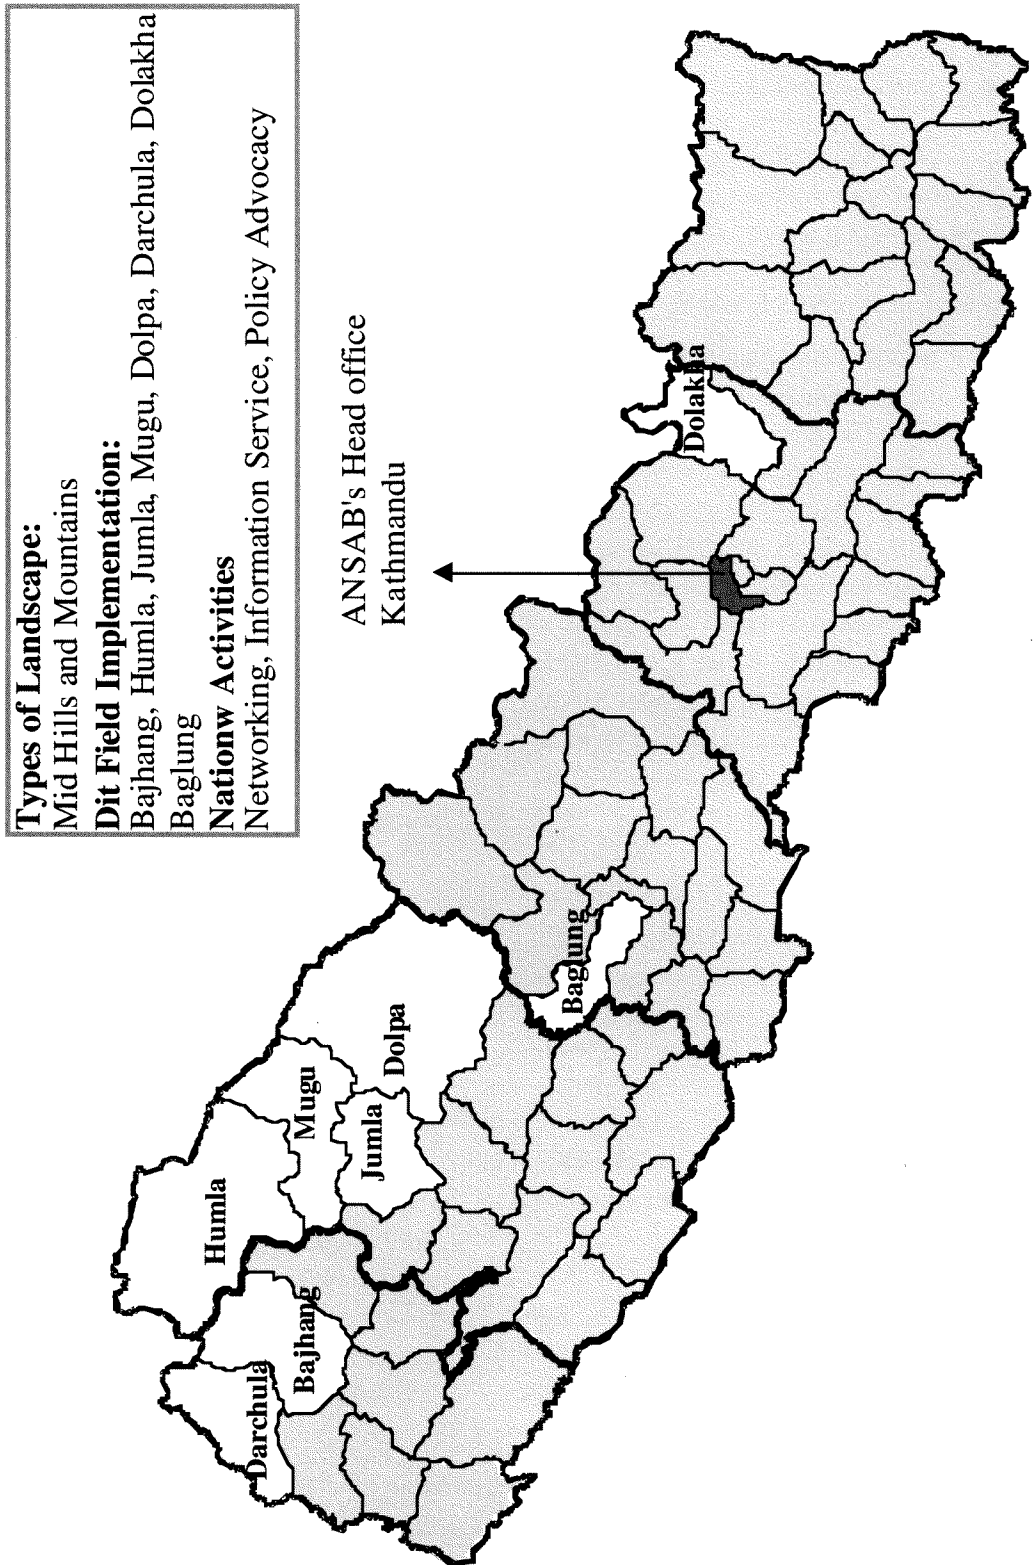 Types of Landscape:
Mid Hills and Mountains
Dit Field Implementation:
Bajhang, Humla, Jumla, Mugu, Dolpa, Darchula, Dolakha
Baglung
Nationw Activities
Networking, Information Service, Policy Advocacy
ANSAB's Head office
Kathmandu
Humla
Darchula
Bajhang
Mugu
Jumla
Dolpa
Baglung
Dolakha